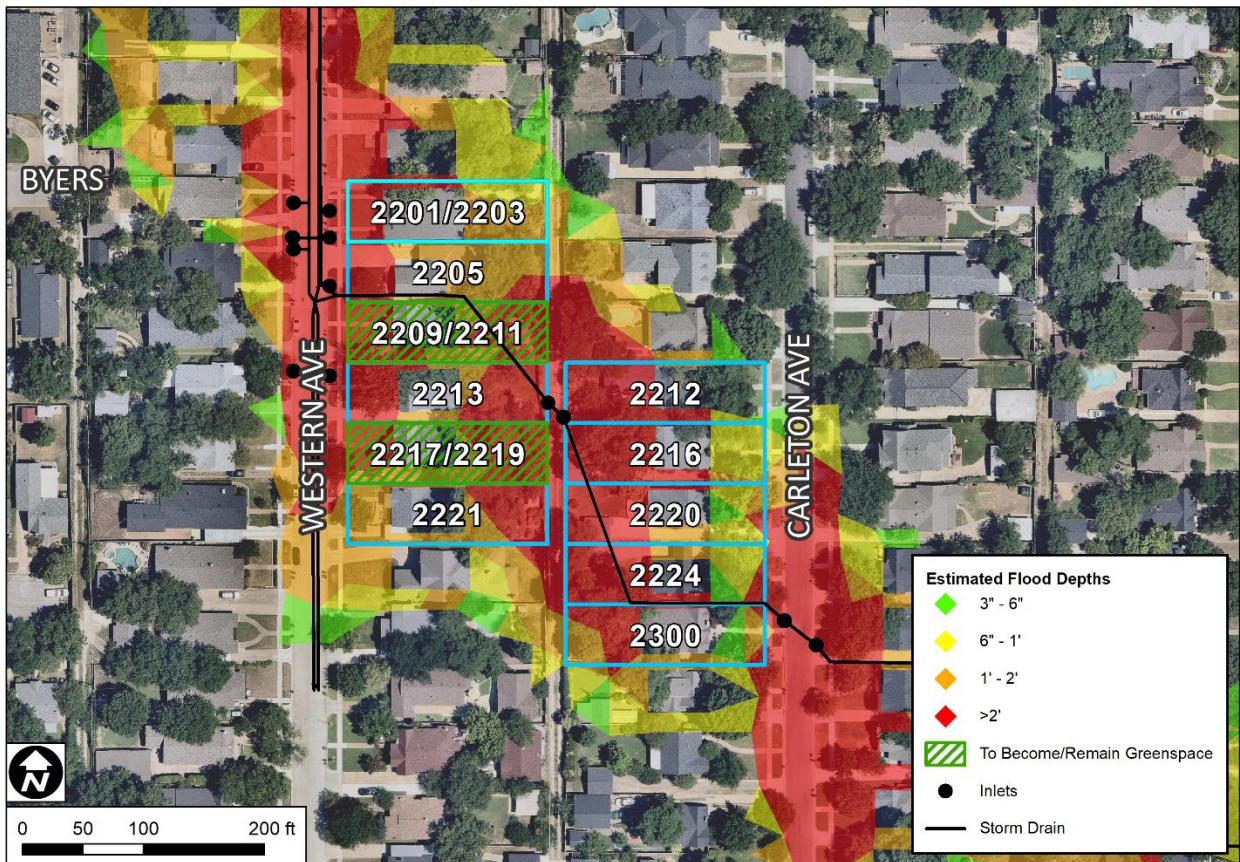 BYERS
WESTERN AVE
2201/2203
2205
2209/2211
2213
2217/2219
2221
2212
2216
2220
2224
2300
CARLETON AVE
Estimated Flood Depths
3" - 6"
6" - 1'
1' - 2'
>2'
To Become/Remain Greenspace
Inlets
Storm Drain
N
0 50 100 200 ft